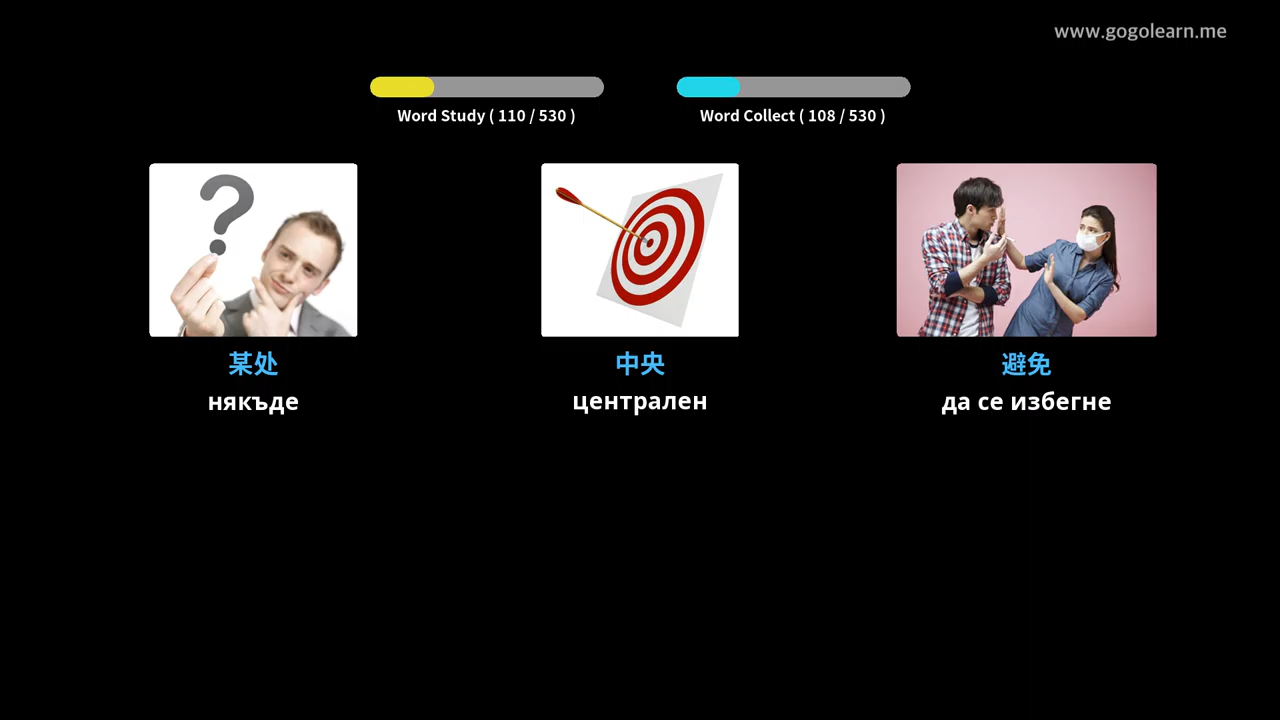 www.gogolearn.me
Word Study ( 110 / 530 )
Word Collect ( 108 / 530 )
某处
中央
避免
някъде
централен
да се избегне